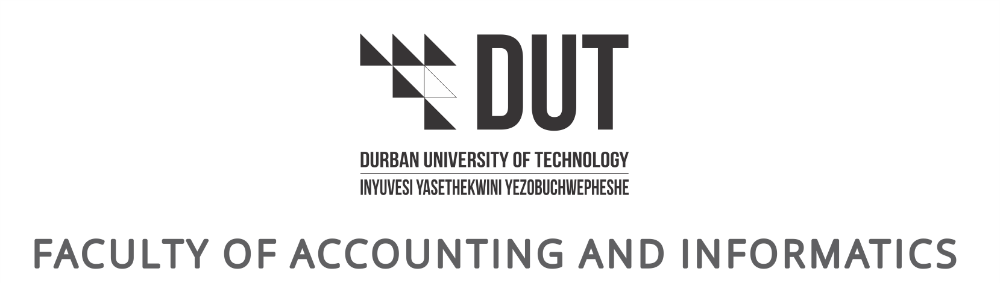 DUT
DURBAN UNIVERSITY OF TECHNOLOGY
INYUVESI YASETHEKWINI YEZOBUCHWEPHESHE
FACULTY OF ACCOUNTING AND INFORMATICS